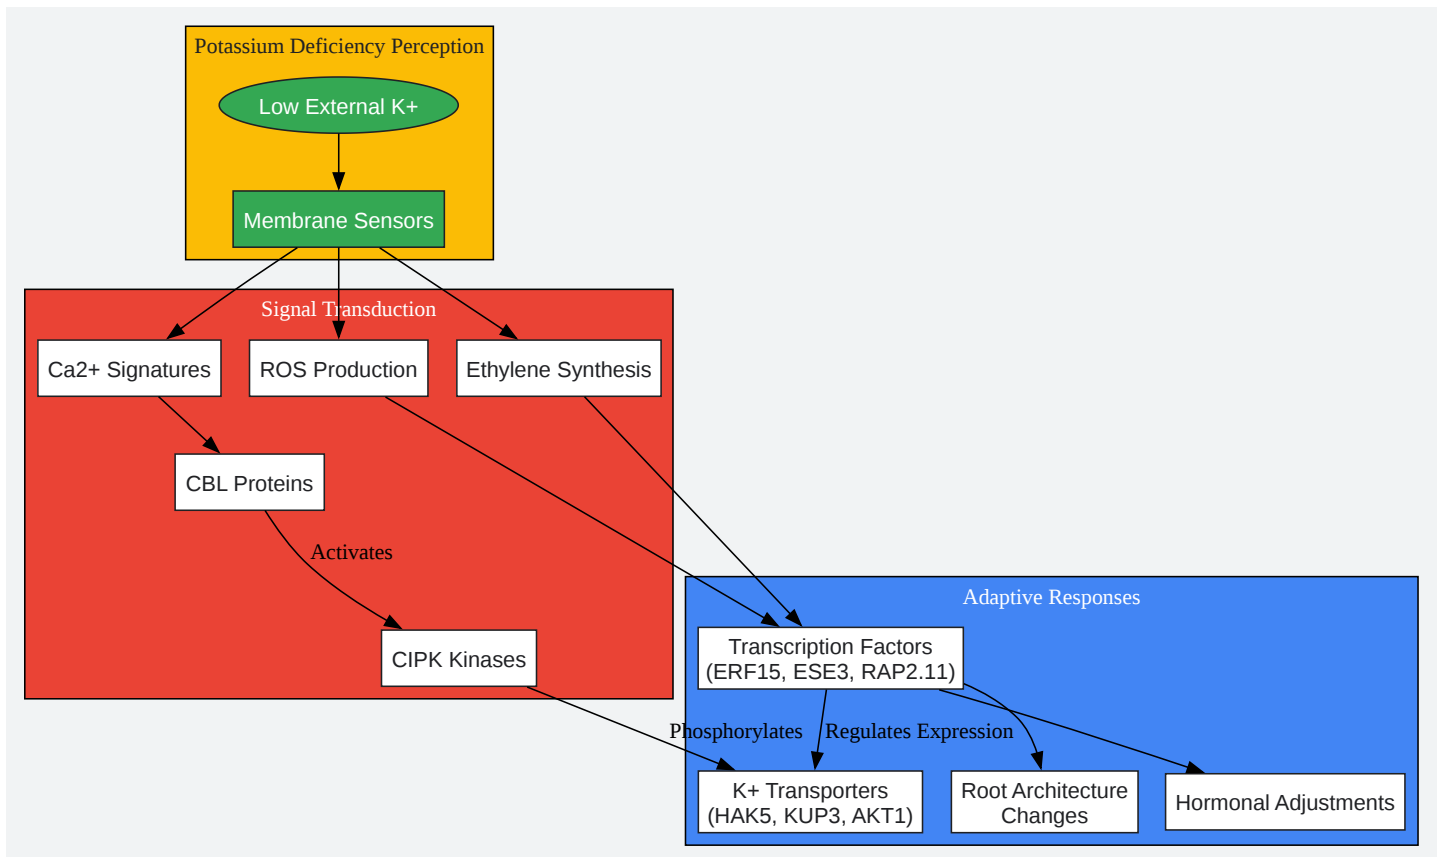 Potassium Deficiency Perception
Low External K+
Membrane Sensors
Signal Transduction
Ca2+ Signatures
ROS Production
Ethylene Synthesis
CBL Proteins
Activates
CIPK Kinases
Adaptive Responses
Transcription Factors
(ERF15, ESE3, RAP2.11)
Phosphorylates
Regulates Expression
K+ Transporters
(HAK5, KUP3, AKT1)
Root Architecture
Changes
Hormonal Adjustments